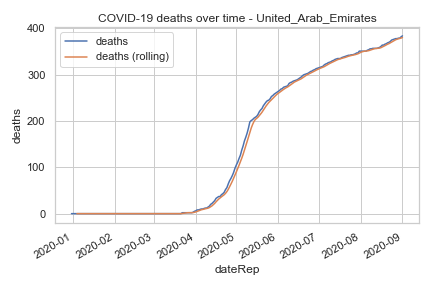 COVID-19 deaths over time - United_Arab_Emirates
400
300
200
100
0
deaths
deaths
deaths (rolling)
2020-01
2020-02
2020-03
2020-04
2020-05
2020-06
2020-07
2020-08
2020-09
dateRep